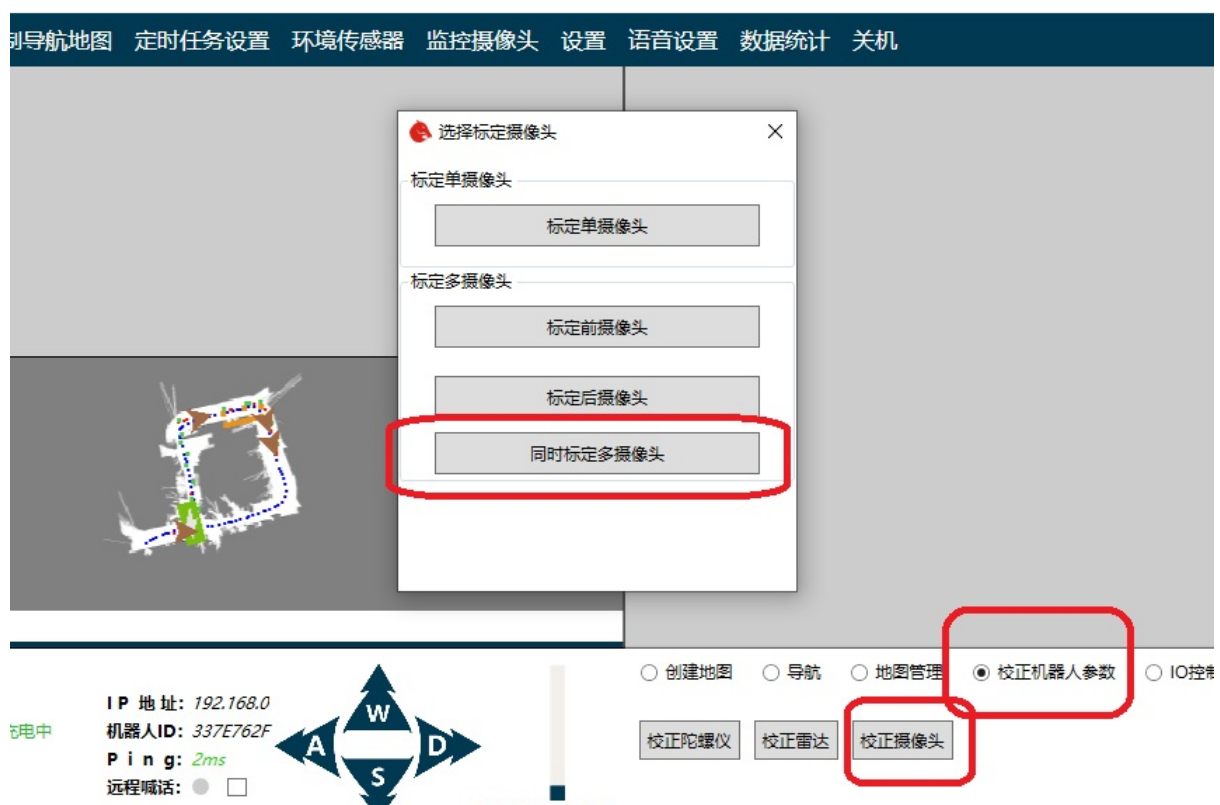 制导航地图 定时任务设置 环境传感器 监控摄像头 设置 语音设置 数据统计 关机
选择标定摄像头
标定单摄像头
标定单摄像头
标定多摄像头
标定前摄像头
标定后摄像头
同时标定多摄像头
创建地图 导航 地图管理 校正机器人参数 IO控制
校正陀螺仪 校正雷达 校正摄像头
IP 地址: 192.168.0
充电中 机器人ID: 337E762F
Ping: 2ms
远程喊话:
W
A
D
S